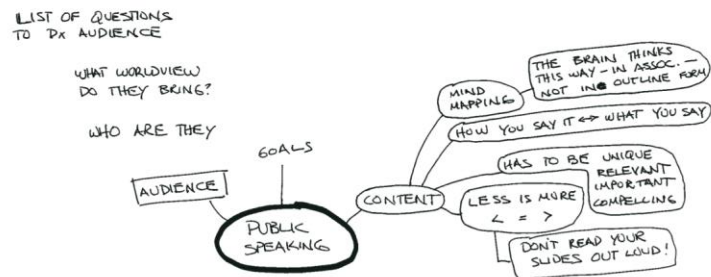 LIST OF QUESTIONS
TO Dx AUDIENCE
WHAT WORLDVIEW
DO THEY BRING?
WHO ARE THEY
GOALS
AUDIENCE
PUBLIC
SPEAKING
CONTENT
MIND
MAPPING
THE BRAIN THINKS
THIS WAY - IN ASSOC. -
NOT IN OUTLINE FORM
HOW YOU SAY IT ↔ WHAT YOU SAY
HAS TO BE UNIQUE
RELEVANT
IMPORTANT
COMPELLING
LESS IS MORE
< = >
DON'T READ YOUR
SLIDES OUT LOUD!